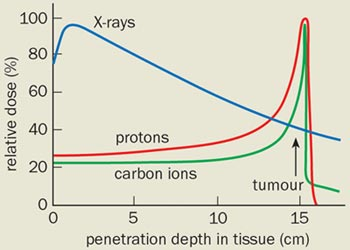 100
X-rays
80
60
40
protons
carbon ions
20
tumour
0
0
5
10
15
relative dose (%)
penetration depth in tissue (cm)